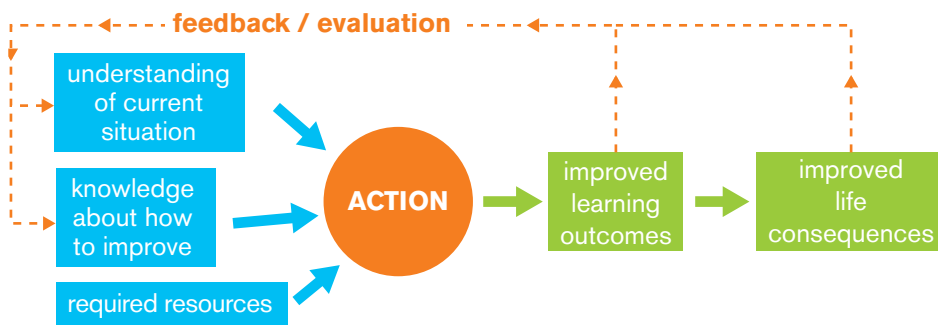 feedback / evaluation
understanding
of current
situation
knowledge
about how
to improve
required resources
ACTION
improved
learning
outcomes
improved
life
consequences